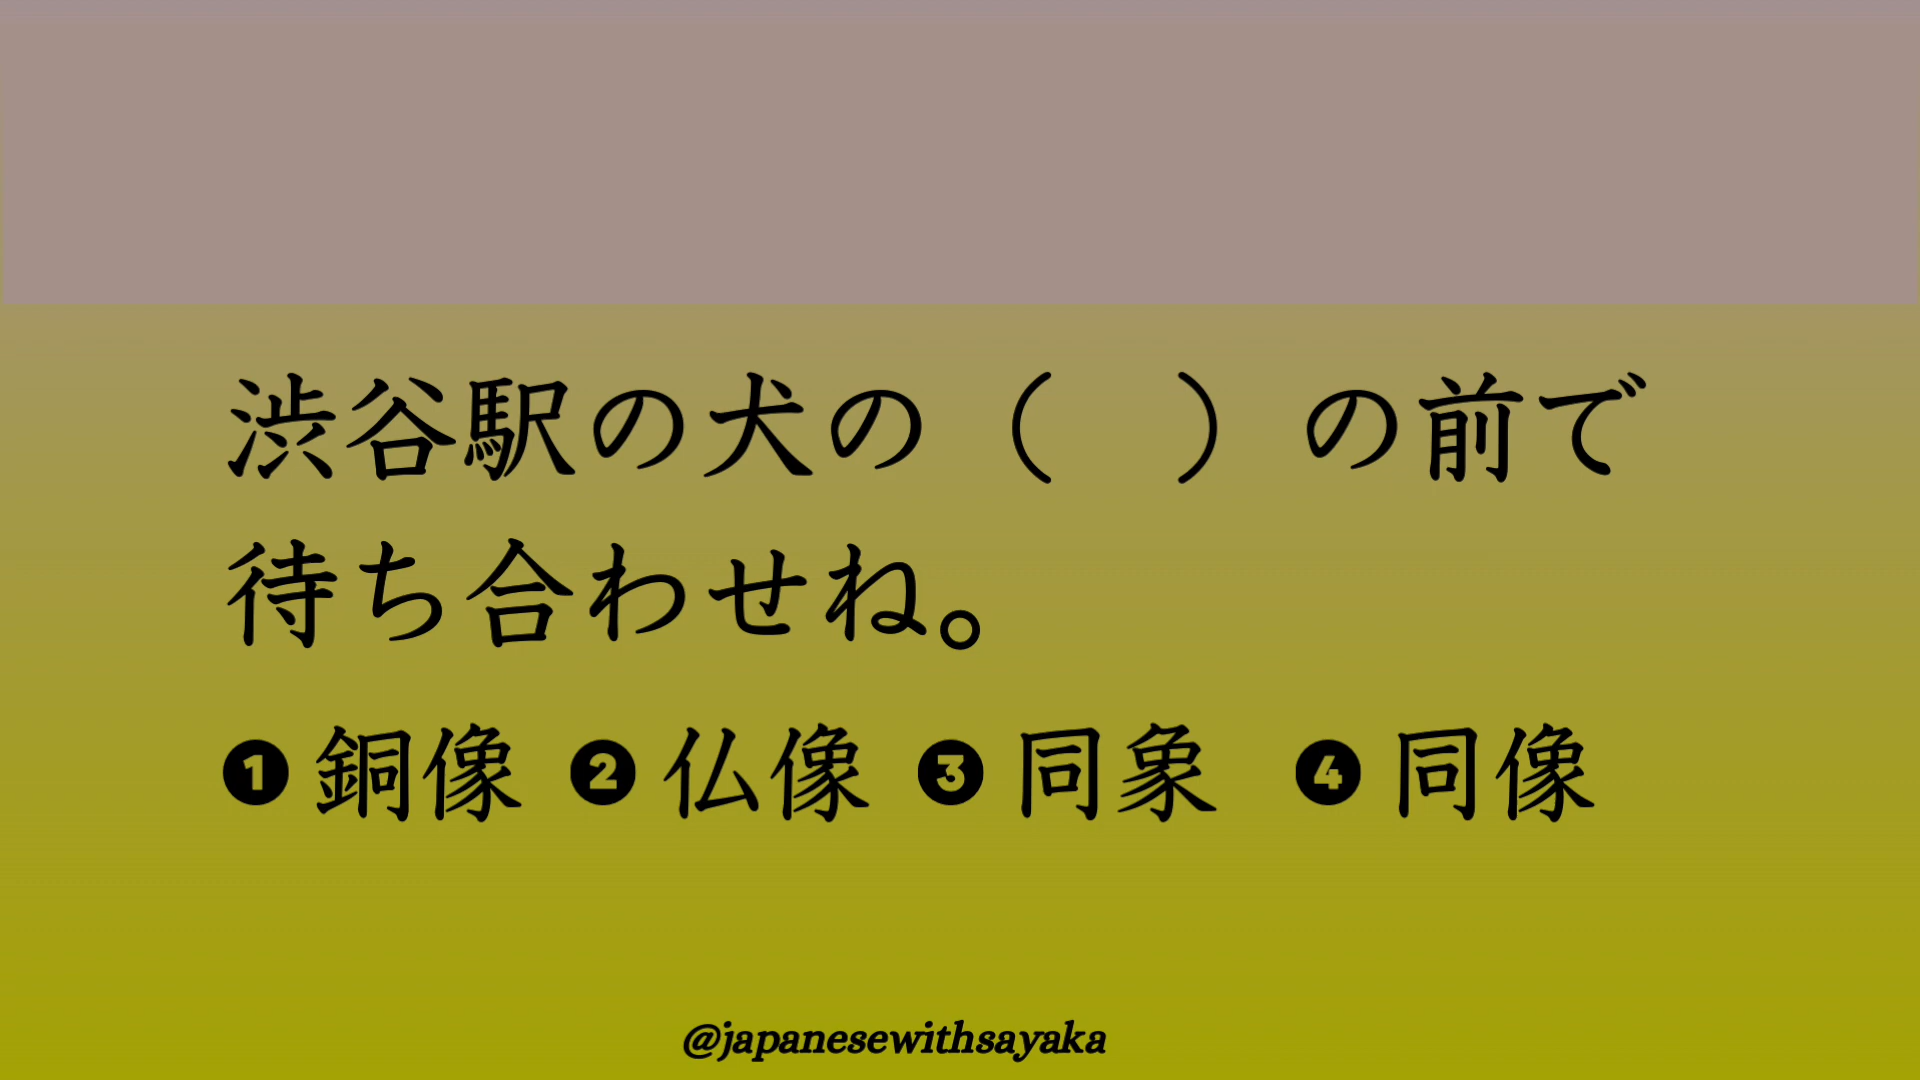 渋谷駅の犬の（　）の前で
待ち合わせね。
❶ 銅像 ❷ 仏像 ❸ 同象 ❹ 同像
@japanesewithsayaka